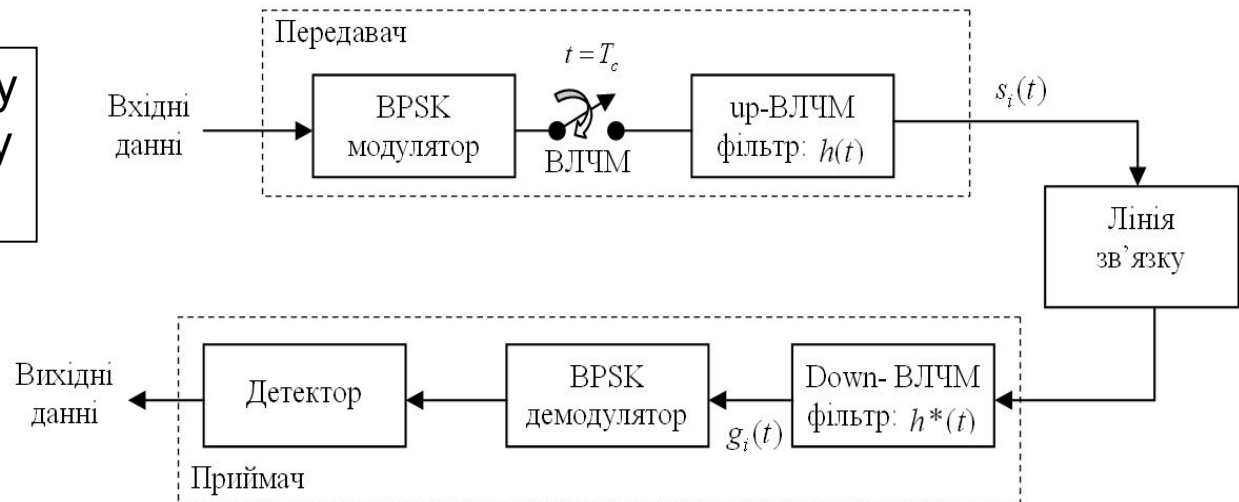 у
у
Передавач
t = T_c
Вхідні
данні
BPSK
модулятор
ВЛЧМ
up-ВЛЧМ
фільтр: h(t)
s_i(t)
Лінія
зв’язку
Вихідні
данні
Детектор
BPSK
демодулятор
g_i(t)
Down- ВЛЧМ
фільтр: h*(t)
Приймач